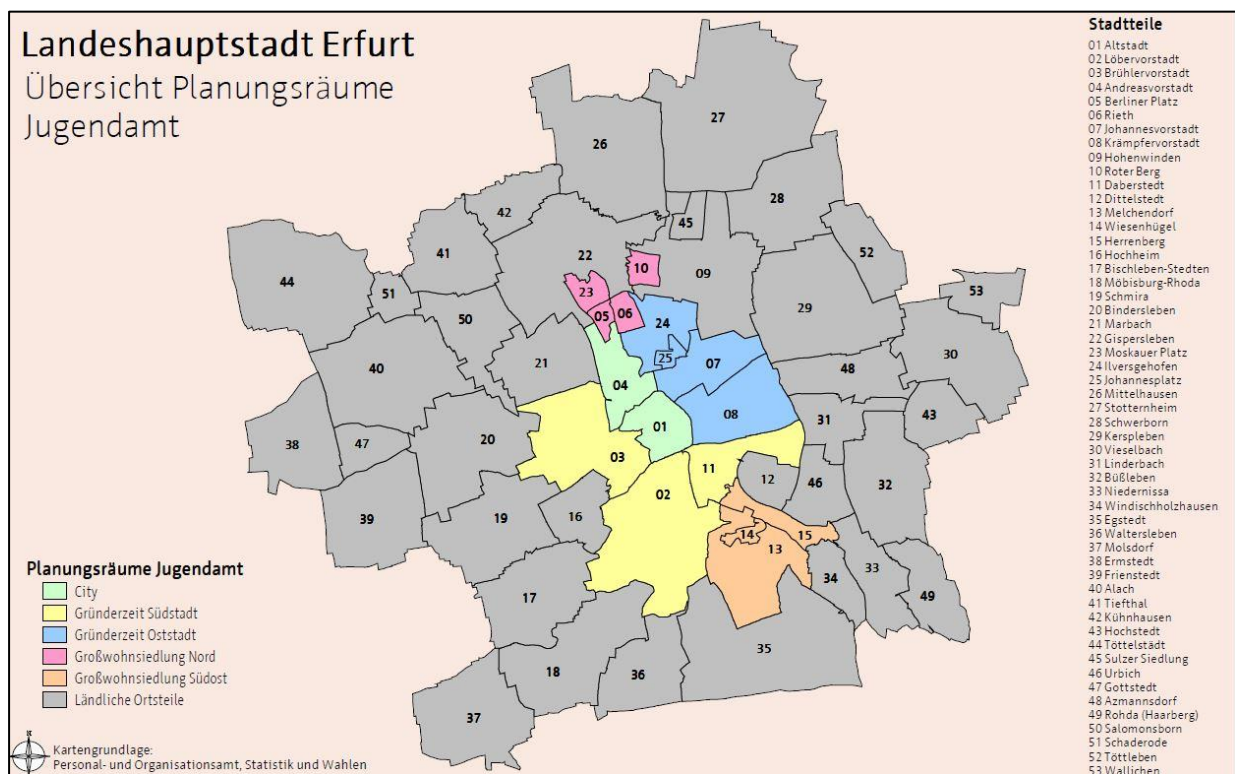 Landeshauptstadt Erfurt
Übersicht Planungsräume
Jugendamt
Stadtteile
01 Altstadt
02 Löbervorstadt
03 Brühlervorstadt
04 Andreasvorstadt
05 Berliner Platz
06 Rieth
07 Johannesvorstadt
08 Krämpfervorstadt
09 Hohenwinden
10 Roter Berg
11 Daberstedt
12 Dittelstedt
13 Melchendorf
14 Wiesenhügel
15 Herrenberg
16 Hochheim
17 Bischleben-Stedten
18 Möbisburg-Rhoda
19 Schmira
20 Bindersleben
21 Marbach
22 Gispersleben
23 Moskauer Platz
24 Ilversgehofen
25 Johannesplatz
26 Mittelhausen
27 Stotternheim
28 Schwerborn
29 Kerspleben
30 Vieselbach
31 Linderbach
32 Büßleben
33 Niedernissa
34 Windischholzhausen
35 Egstedt
36 Waltersleben
37 Molsdorf
38 Ermstedt
39 Frienstedt
40 Alach
41 Tiefthal
42 Kühnhausen
43 Hochstedt
44 Töttelstädt
45 Sulzer Siedlung
46 Urbich
47 Gottstedt
48 Azmannsdorf
49 Rohda (Haarberg)
50 Salomonsborn
51 Schaderode
52 Töttleben
53 Wallichen
27
26
28
42
45
41
22
52
44
10
09
51
23
53
50
05
06
24
29
25
30
21
07
40
04
48
08
43
01
31
38
47
20
03
11
12
46
32
02
39
19
16
14
15
13
33
34
17
49
35
18
36
37
Planungsräume Jugendamt
City
Gründerzeit Südstadt
Gründerzeit Oststadt
Großwohnsiedlung Nord
Großwohnsiedlung Südost
Ländliche Ortsteile
N
Kartengrundlage:
Personal- und Organisationsamt, Statistik und Wahlen